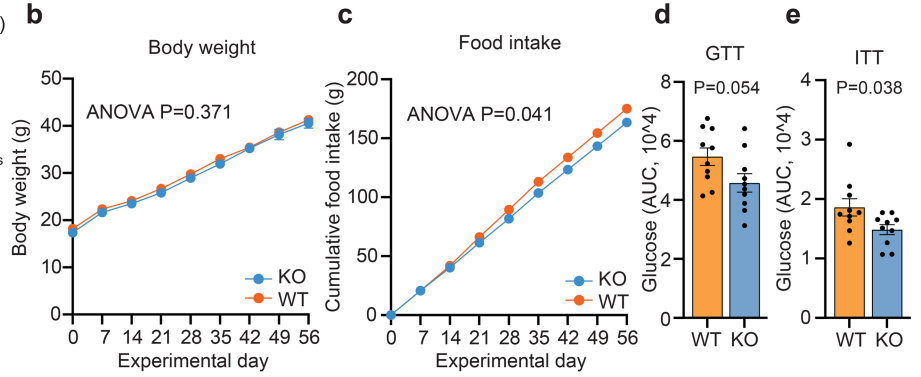 )
s
b
Body weight
ANOVA P=0.371
Body weight (g)
50
40
30
20
10
0
KO
WT
0 7 14 21 28 35 42 49 56
Experimental day
c
Food intake
ANOVA P=0.041
Cumulative food intake (g)
200
150
100
50
0
KO
WT
0 7 14 21 28 35 42 49 56
Experimental day
d
GTT
P=0.054
Glucose (AUC, 10^4)
8
6
4
2
0
WT KO
e
ITT
P=0.038
Glucose (AUC, 10^4)
4
3
2
1
0
WT KO